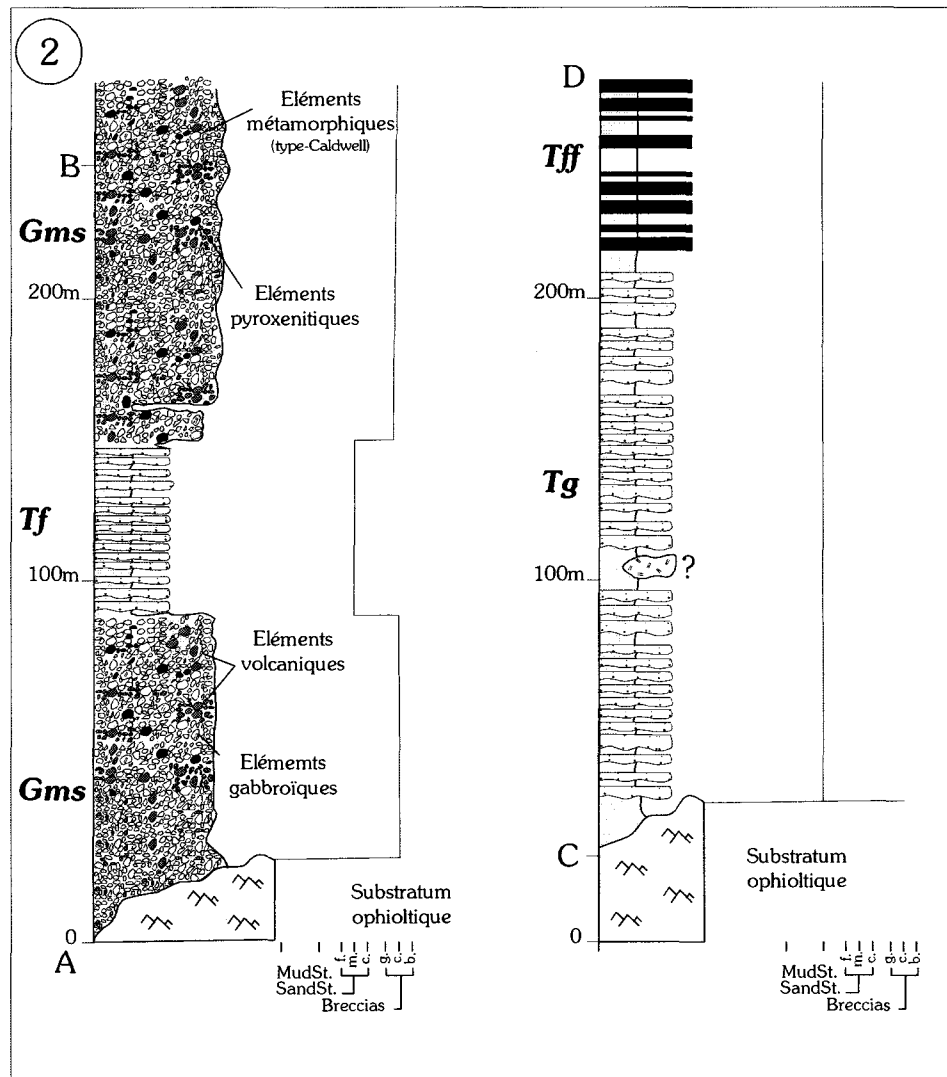 2
Eléments
métamorphiques
(type-Caldwell)
B
Gms
200m
Eléments
pyroxenitiques
Tf
100m
Eléments
volcaniques
Elémemts
gabbroïques
Gms
Substratum
ophioltique
0
A
f. m. c. g. c. b.
MudSt.
SandSt.
Breccias
D
Tff
200m
Tg
?
100m
C
Substratum
ophioltique
0
f. m. c. g. c. b.
MudSt.
SandSt.
Breccias